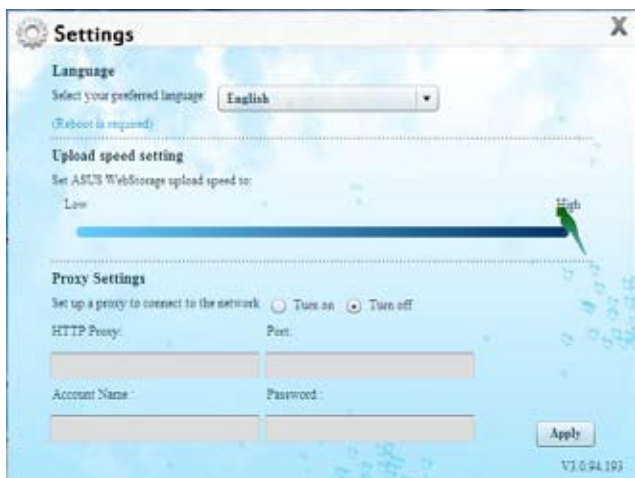 Settings
X
Language
Select your preferred language:
English
(Reboot is required)
Upload speed setting
Set ASUS WebStorage upload speed to:
Low
High
Proxy Settings
Set up a proxy to connect to the network
Turn on
Turn off
HTTP Proxy:
Port:
Account Name :
Password :
Apply
V3.0.94.193